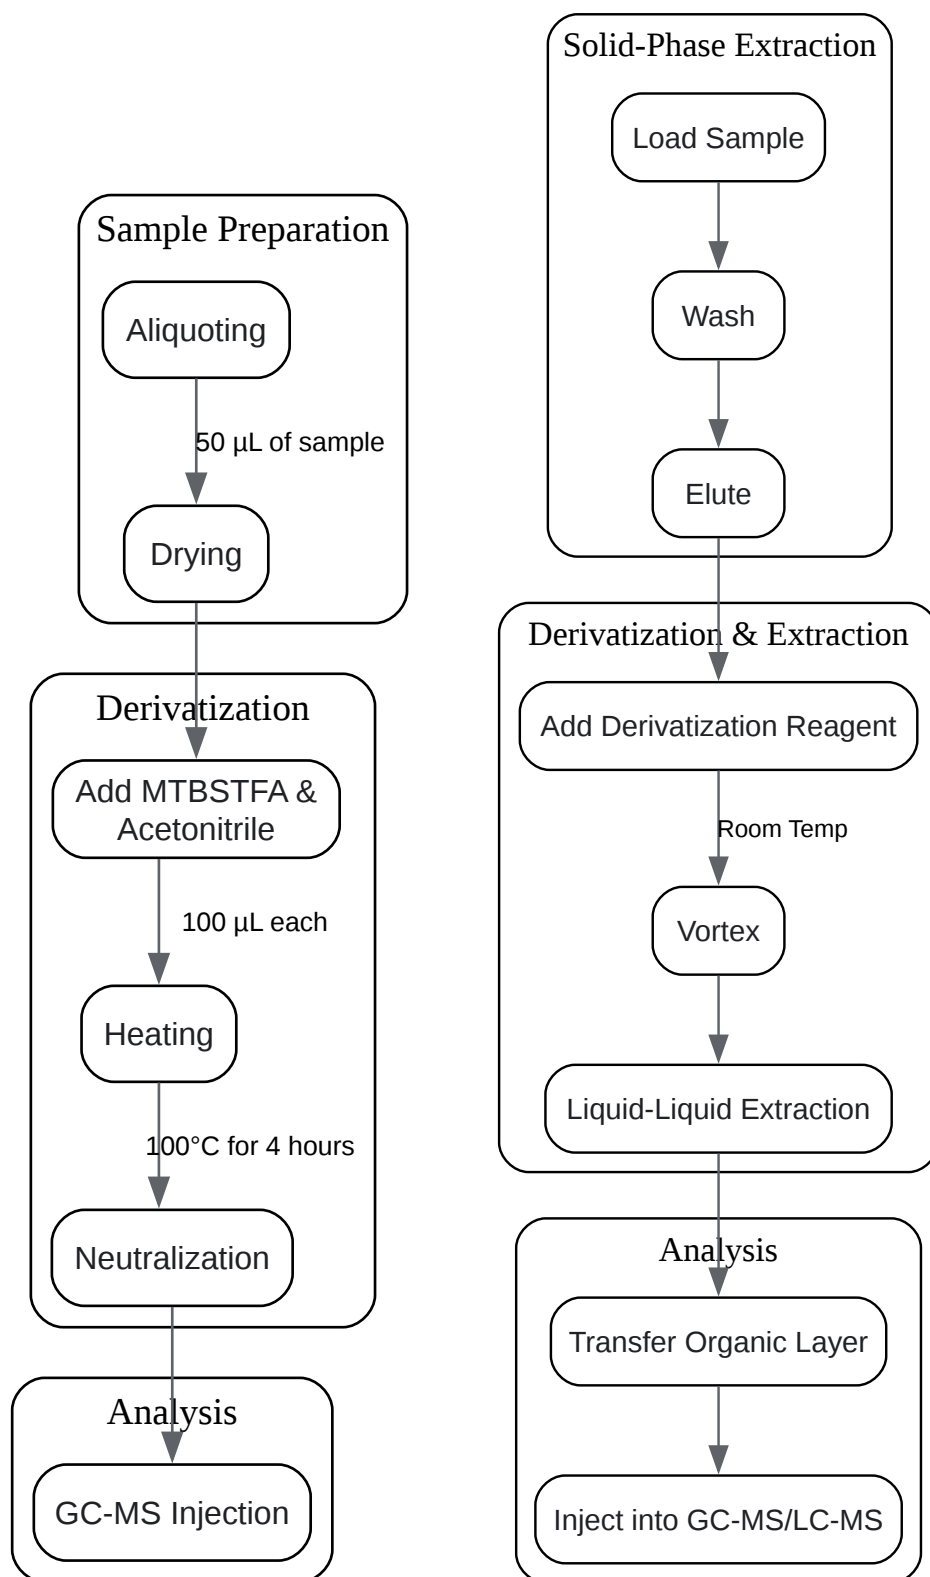 Sample Preparation
Aliquoting
50 µL of sample
Drying
Derivatization
Add MTBSTFA &
Acetonitrile
100 µL each
Heating
100°C for 4 hours
Neutralization
Analysis
GC-MS Injection
Solid-Phase Extraction
Load Sample
Wash
Elute
Derivatization & Extraction
Add Derivatization Reagent
Room Temp
Vortex
Liquid-Liquid Extraction
Analysis
Transfer Organic Layer
Inject into GC-MS/LC-MS